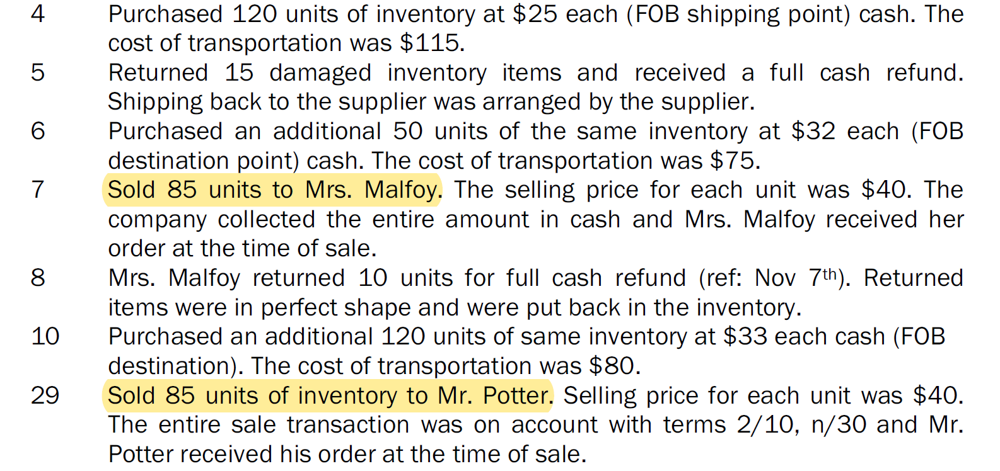 4 Purchased 120 units of inventory at $25 each (FOB shipping point) cash. The
cost of transportation was $115.
5 Returned 15 damaged inventory items and received a full cash refund.
Shipping back to the supplier was arranged by the supplier.
6 Purchased an additional 50 units of the same inventory at $32 each (FOB
destination point) cash. The cost of transportation was $75.
7 Sold 85 units to Mrs. Malfoy. The selling price for each unit was $40. The
company collected the entire amount in cash and Mrs. Malfoy received her
order at the time of sale.
8 Mrs. Malfoy returned 10 units for full cash refund (ref: Nov 7th). Returned
items were in perfect shape and were put back in the inventory.
10 Purchased an additional 120 units of same inventory at $33 each cash (FOB
destination). The cost of transportation was $80.
29 Sold 85 units of inventory to Mr. Potter. Selling price for each unit was $40.
The entire sale transaction was on account with terms 2/10, n/30 and Mr.
Potter received his order at the time of sale.